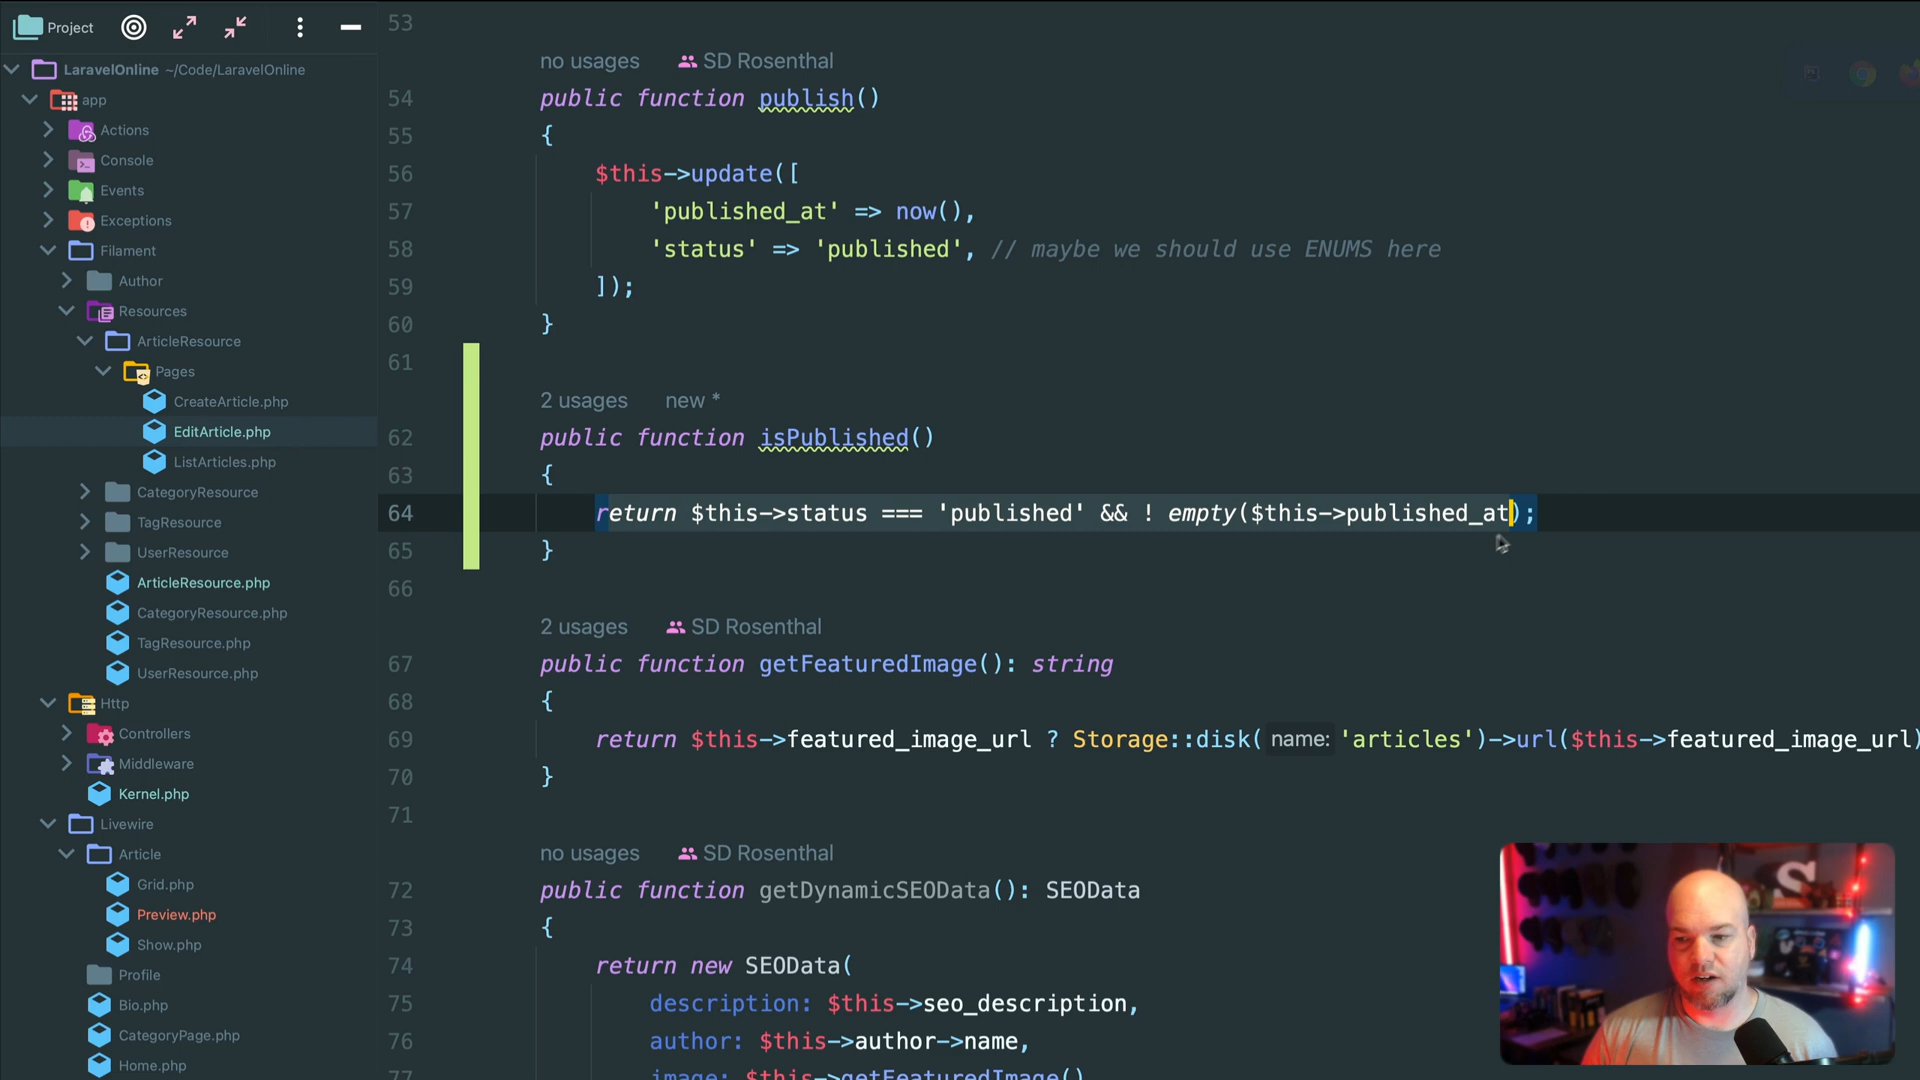 Project
LaravelOnline ~/Code/LaravelOnline
app
Actions
Console
Events
Exceptions
Filament
Author
Resources
ArticleResource
Pages
CreateArticle.php
EditArticle.php
ListArticles.php
CategoryResource
TagResource
UserResource
ArticleResource.php
CategoryResource.php
TagResource.php
UserResource.php
Http
Controllers
Middleware
Kernel.php
Livewire
Article
Grid.php
Preview.php
Show.php
Profile
Bio.php
CategoryPage.php
Home.php
53
no usages SD Rosenthal
54 public function publish()
55 {
56 $this->update([
57 'published_at' => now(),
58 'status' => 'published', // maybe we should use ENUMS here
59 ]);
60 }
61
2 usages new *
62 public function isPublished()
63 {
64 return $this->status === 'published' && ! empty($this->published_at);
65 }
66
2 usages SD Rosenthal
67 public function getFeaturedImage(): string
68 {
69 return $this->featured_image_url ? Storage::disk( name: 'articles')->url($this->featured_image_url)
70 }
71
no usages SD Rosenthal
72 public function getDynamicSEOData(): SEOData
73 {
74 return new SEOData(
75 description: $this->seo_description,
76 author: $this->author->name,
77 image: $this->getFeaturedImage()